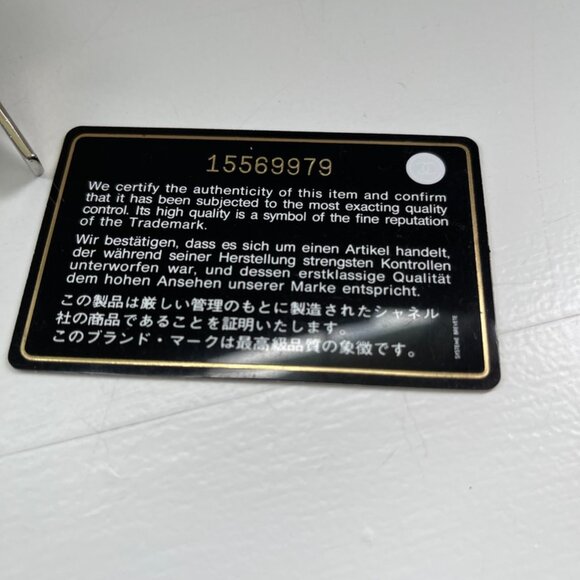 15569979
We certify the authenticity of this item and confirm
that it has been subjected to the most exacting quality
control. Its high quality is a symbol of the fine reputation
of the Trademark.
Wir bestätigen, dass es sich um einen Artikel handelt,
der während seiner Herstellung strengsten Kontrollen
unterworfen war, und dessen erstklassige Qualität
dem hohen Ansehen unserer Marke entspricht.
この製品は厳しい管理のもとに製造されたシャネル
社の商品であることを証明いたします。
このブランド・マークは最高級品質の象徴です。
SYSTEME BREVETE